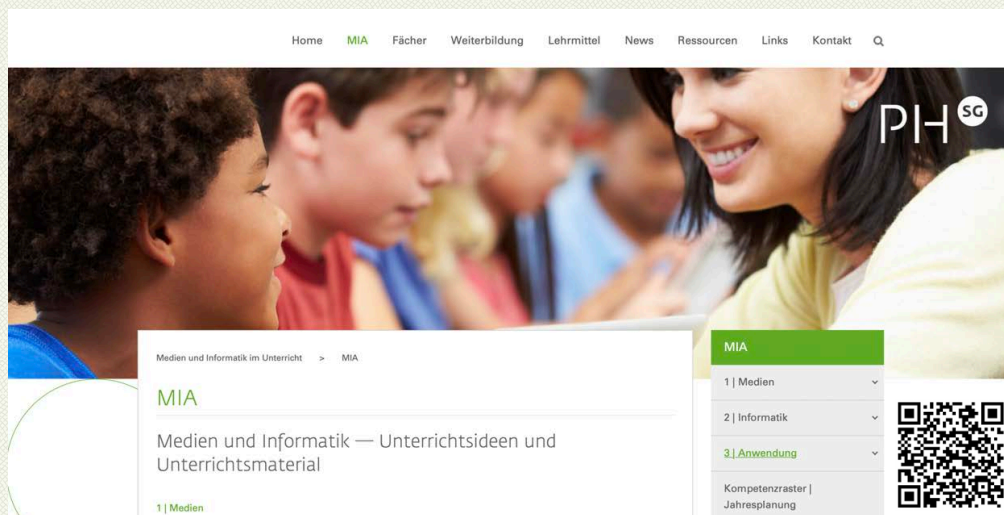 Home MIA Fächer Weiterbildung Lehrmittel News Ressourcen Links Kontakt
PH SG
Medien und Informatik im Unterricht > MIA
MIA
Medien und Informatik — Unterrichtsideen und
Unterrichtsmaterial
1 | Medien
MIA
1 | Medien
2 | Informatik
3 | Anwendung
Kompetenzraster |
Jahresplanung